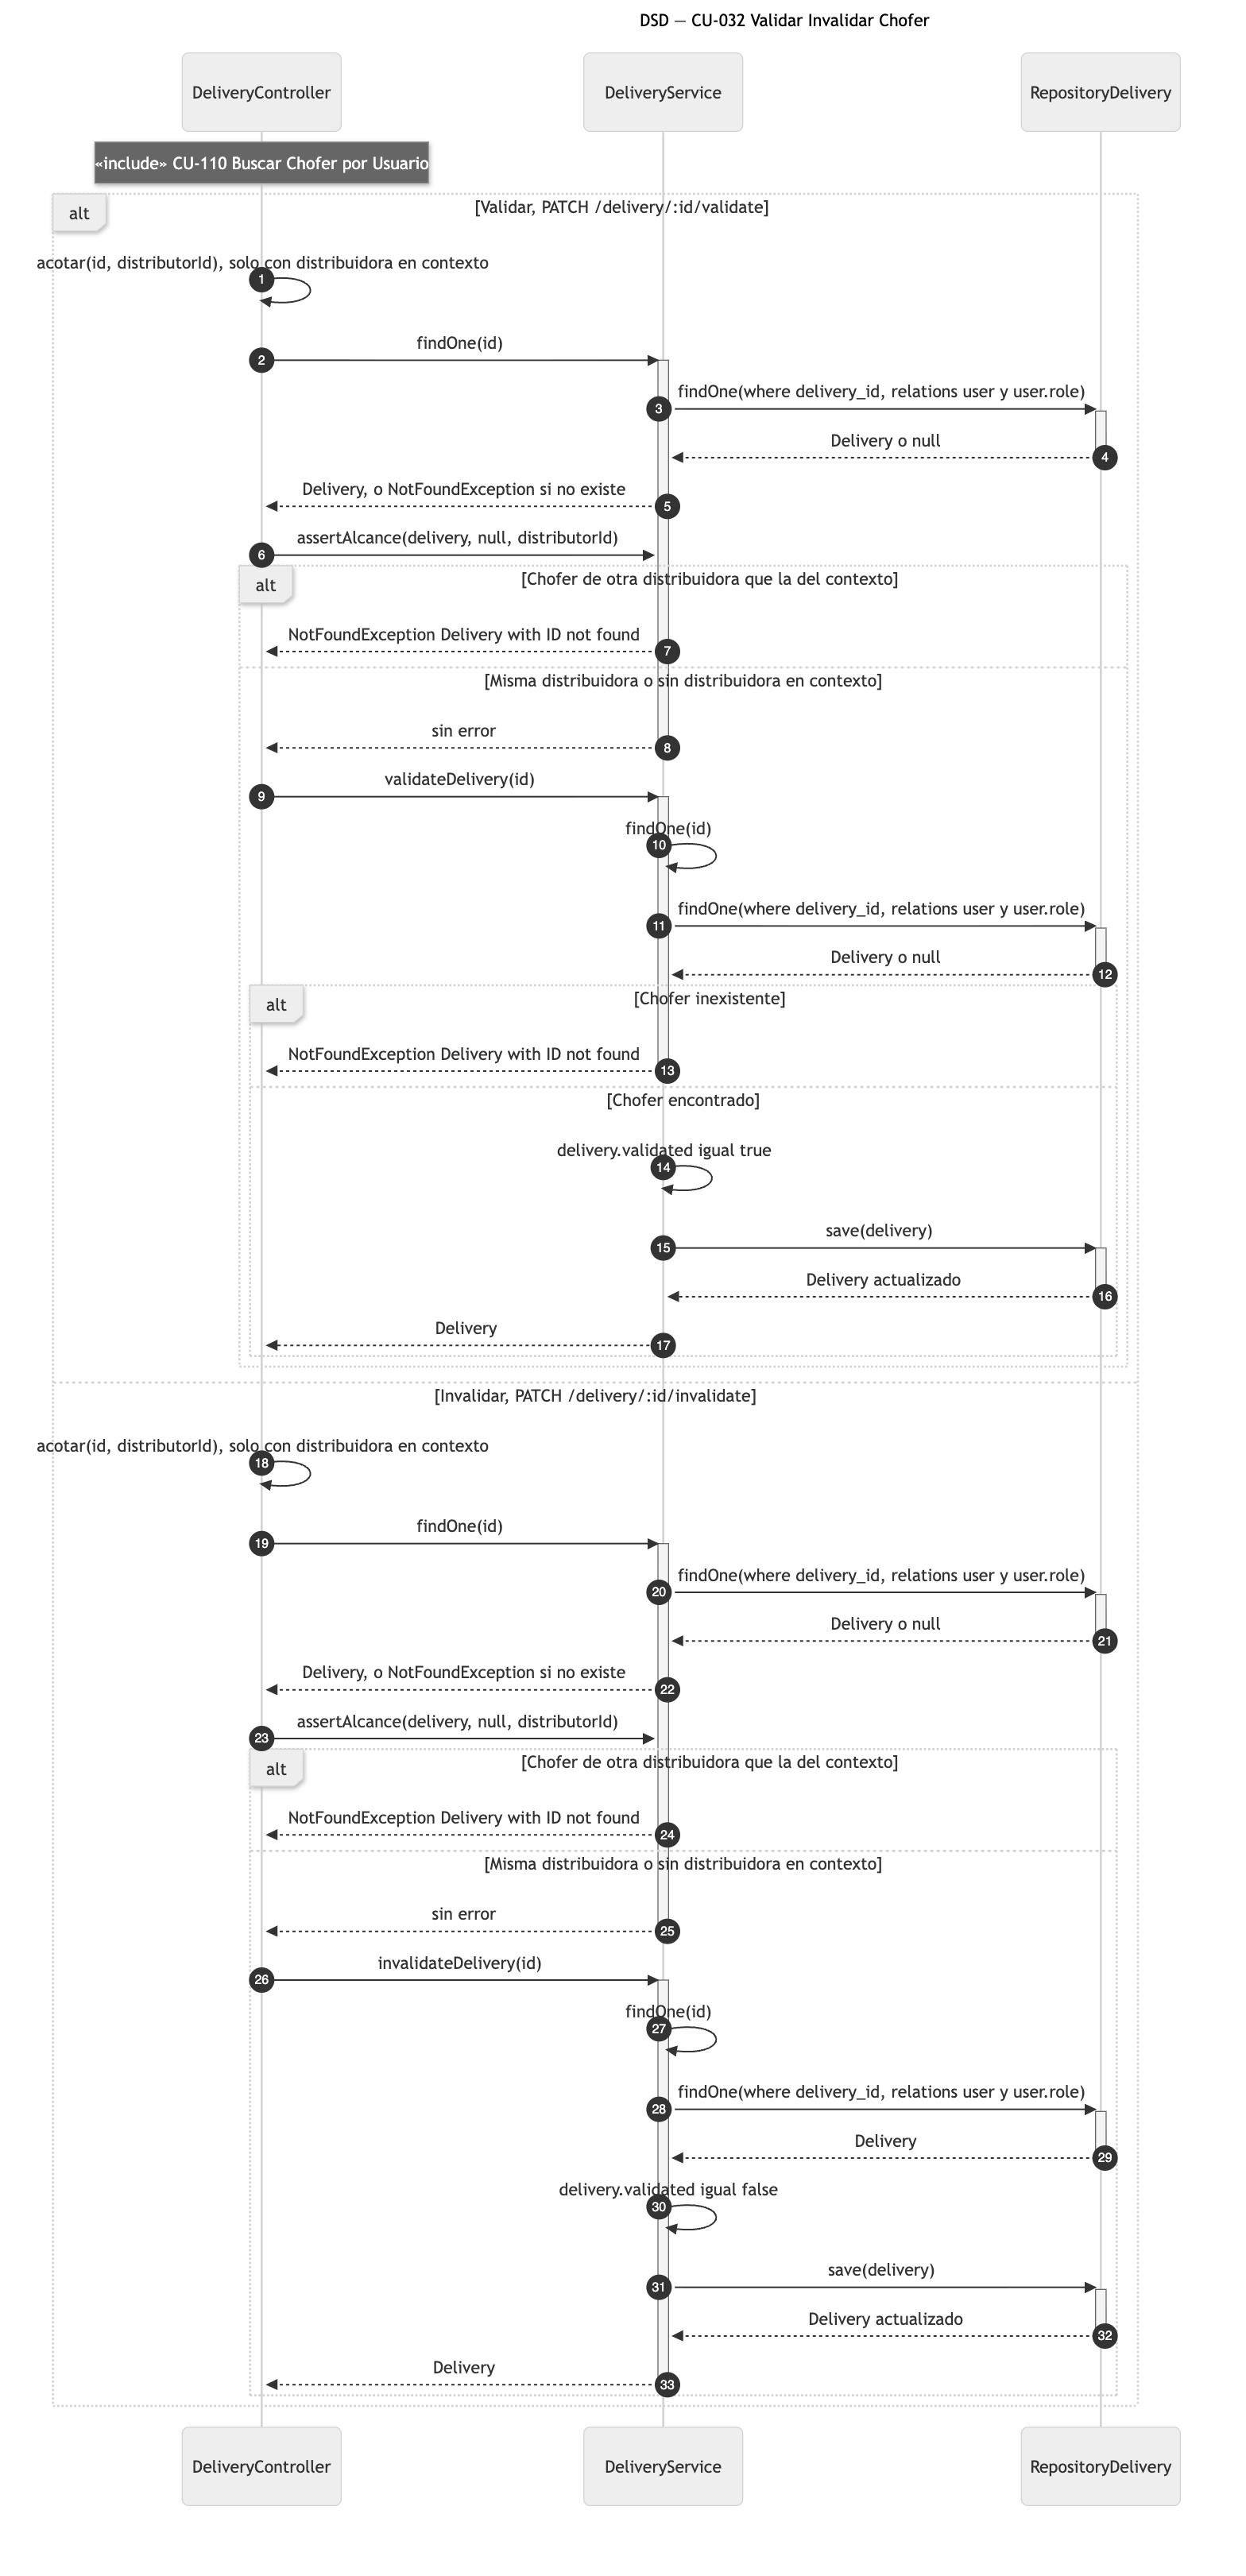 DSD — CU-032 Validar Invalidar Chofer
DeliveryController
DeliveryService
RepositoryDelivery
«include» CU-110 Buscar Chofer por Usuario
alt
[Validar, PATCH /delivery/:id/validate]
acotar(id, distributorId), solo con distribuidora en contexto
1
findOne(id)
2
findOne(where delivery_id, relations user y user.role)
3
Delivery o null
4
Delivery, o NotFoundException si no existe
5
assertAlcance(delivery, null, distributorId)
6
alt
[Chofer de otra distribuidora que la del contexto]
NotFoundException Delivery with ID not found
7
[Misma distribuidora o sin distribuidora en contexto]
sin error
8
validateDelivery(id)
9
findOne(id)
10
findOne(where delivery_id, relations user y user.role)
11
Delivery o null
12
alt
[Chofer inexistente]
NotFoundException Delivery with ID not found
13
[Chofer encontrado]
delivery.validated igual true
14
save(delivery)
15
Delivery actualizado
16
Delivery
17
[Invalidar, PATCH /delivery/:id/invalidate]
acotar(id, distributorId), solo con distribuidora en contexto
18
findOne(id)
19
findOne(where delivery_id, relations user y user.role)
20
Delivery o null
21
Delivery, o NotFoundException si no existe
22
assertAlcance(delivery, null, distributorId)
23
alt
[Chofer de otra distribuidora que la del contexto]
NotFoundException Delivery with ID not found
24
[Misma distribuidora o sin distribuidora en contexto]
sin error
25
invalidateDelivery(id)
26
findOne(id)
27
findOne(where delivery_id, relations user y user.role)
28
Delivery
29
delivery.validated igual false
30
save(delivery)
31
Delivery actualizado
32
Delivery
33
DeliveryController
DeliveryService
RepositoryDelivery